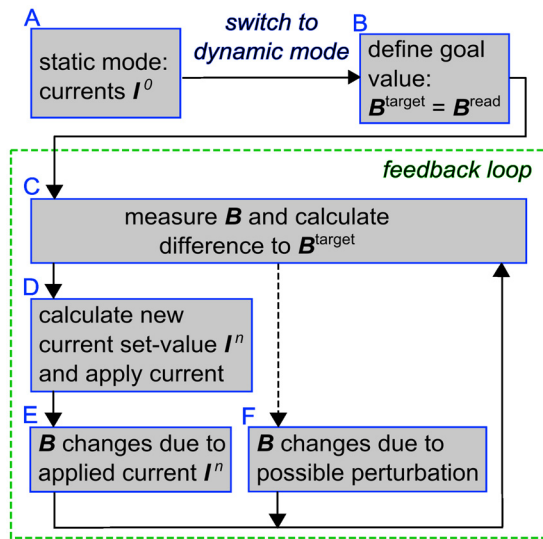 A
static mode:
currents I⁰
switch to
dynamic mode
B
define goal
value:
Bᵗᵃʳᵍᵉᵗ = Bʳᵉᵃᵈ
feedback loop
C
measure B and calculate
difference to Bᵗᵃʳᵍᵉᵗ
D
calculate new
current set-value Iⁿ
and apply current
E
B changes due to
applied current Iⁿ
F
B changes due to
possible perturbation